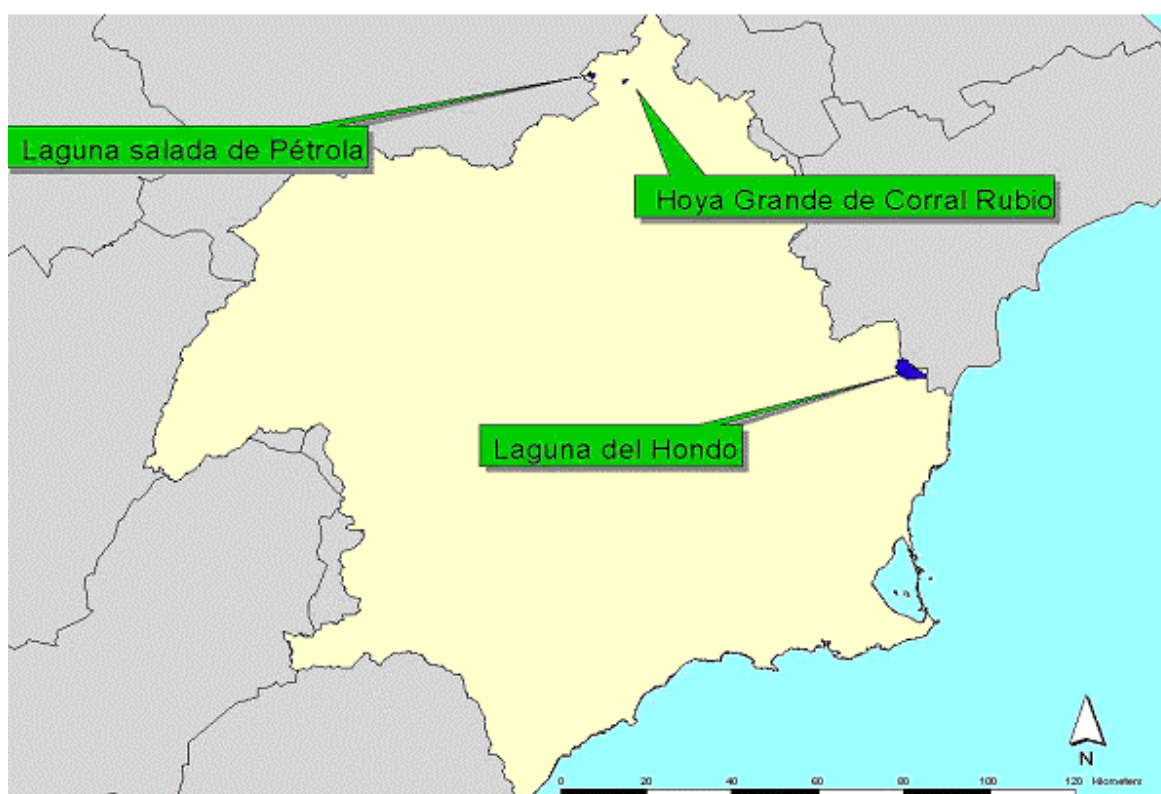 Laguna salada de Pétrola
Hoya Grande de Corral Rubio
Laguna del Hondo
N
0 20 40 60 80 100 120 Kilometers